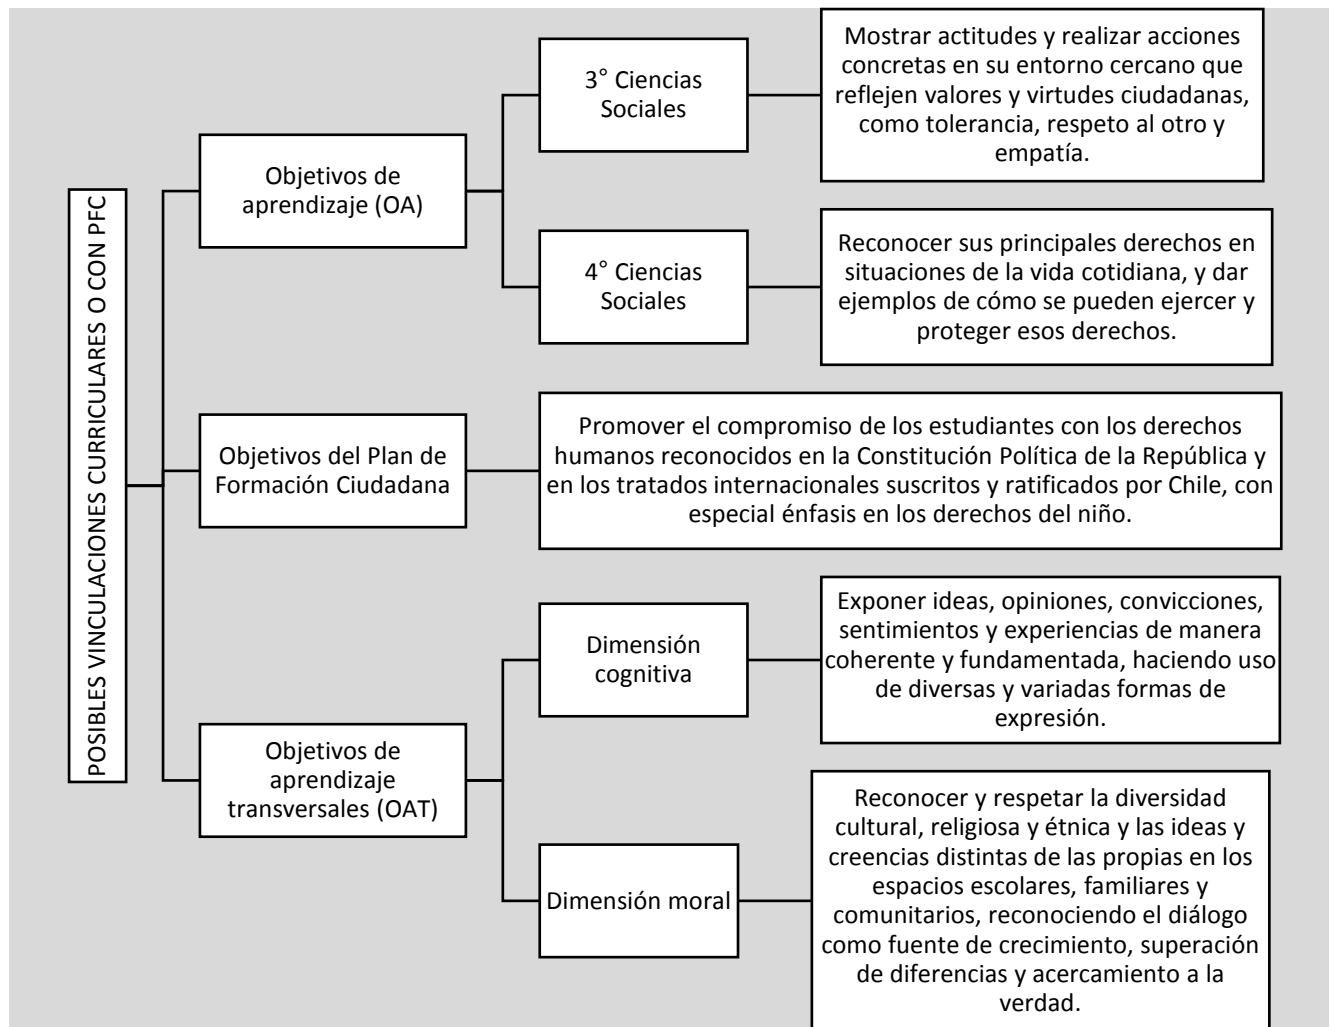 POSIBLES VINCULACIONES CURRICULARES O CON PFC
Objetivos de
aprendizaje (OA)
3° Ciencias
Sociales
Mostrar actitudes y realizar acciones
concretas en su entorno cercano que
reflejen valores y virtudes ciudadanas,
como tolerancia, respeto al otro y
empatía.
4° Ciencias
Sociales
Reconocer sus principales derechos en
situaciones de la vida cotidiana, y dar
ejemplos de cómo se pueden ejercer y
proteger esos derechos.
Objetivos del Plan de
Formación Ciudadana
Promover el compromiso de los estudiantes con los derechos
humanos reconocidos en la Constitución Política de la República y
en los tratados internacionales suscritos y ratificados por Chile, con
especial énfasis en los derechos del niño.
Objetivos de
aprendizaje
transversales (OAT)
Dimensión
cognitiva
Exponer ideas, opiniones, convicciones,
sentimientos y experiencias de manera
coherente y fundamentada, haciendo uso
de diversas y variadas formas de
expresión.
Dimensión moral
Reconocer y respetar la diversidad
cultural, religiosa y étnica y las ideas y
creencias distintas de las propias en los
espacios escolares, familiares y
comunitarios, reconociendo el diálogo
como fuente de crecimiento, superación
de diferencias y acercamiento a la
verdad.